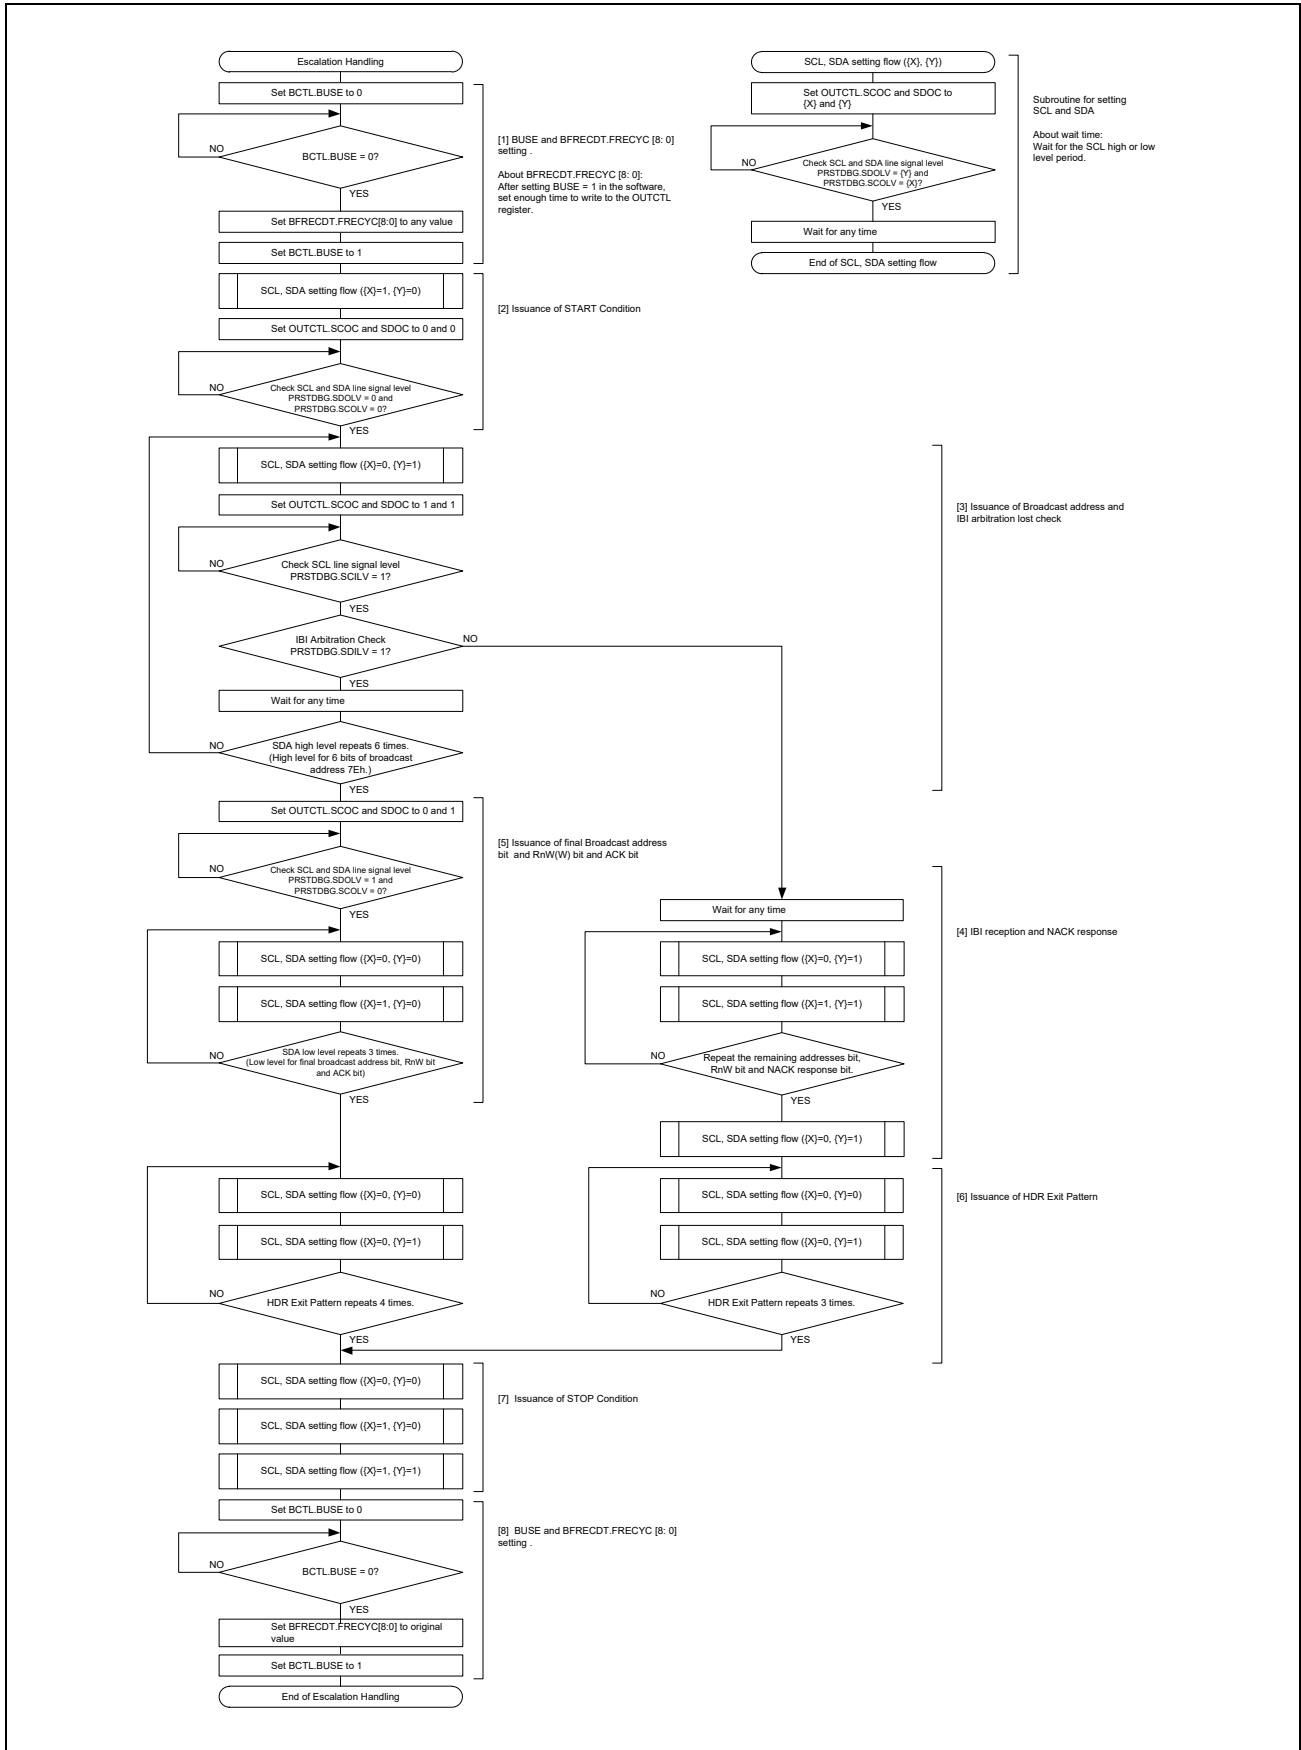 Escalation Handling
Set BCTL.BUSE to 0
NO
BCTL.BUSE = 0?
YES
Set BFRECDT.FRECYC[8:0] to any value
Set BCTL.BUSE to 1
[1] BUSE and BFRECDT.FRECYC [8: 0]
setting .
About BFRECDT.FRECYC [8: 0]:
After setting BUSE = 1 in the software,
set enough time to write to the OUTCTL
register.
SCL, SDA setting flow ({X}, {Y})
Set OUTCTL.SCOC and SDOC to
{X} and {Y}
NO
Check SCL and SDA line signal level
PRSTDBG.SDOLV = {Y} and
PRSTDBG.SCOLV = {X}?
YES
Wait for any time
End of SCL, SDA setting flow
Subroutine for setting
SCL and SDA
About wait time:
Wait for the SCL high or low
level period.
SCL, SDA setting flow ({X}=1, {Y}=0)
Set OUTCTL.SCOC and SDOC to 0 and 0
NO
Check SCL and SDA line signal level
PRSTDBG.SDOLV = 0 and
PRSTDBG.SCOLV = 0?
YES
[2] Issuance of START Condition
SCL, SDA setting flow ({X}=0, {Y}=1)
Set OUTCTL.SCOC and SDOC to 1 and 1
NO
Check SCL line signal level
PRSTDBG.SCILV = 1?
YES
IBI Arbitration Check
PRSTDBG.SDILV = 1?
NO
YES
Wait for any time
NO
SDA high level repeats 6 times.
(High level for 6 bits of broadcast
address 7Eh.)
YES
[3] Issuance of Broadcast address and
IBI arbitration lost check
Set OUTCTL.SCOC and SDOC to 0 and 1
NO
Check SCL and SDA line signal level
PRSTDBG.SDOLV = 1 and
PRSTDBG.SCOLV = 0?
YES
SCL, SDA setting flow ({X}=0, {Y}=0)
SCL, SDA setting flow ({X}=1, {Y}=0)
NO
SDA low level repeats 3 times.
(Low level for final broadcast address bit, RnW bit
and ACK bit)
YES
[5] Issuance of final Broadcast address
bit and RnW(W) bit and ACK bit
Wait for any time
SCL, SDA setting flow ({X}=0, {Y}=1)
SCL, SDA setting flow ({X}=1, {Y}=1)
NO
Repeat the remaining addresses bit,
RnW bit and NACK response bit.
YES
SCL, SDA setting flow ({X}=0, {Y}=1)
[4] IBI reception and NACK response
SCL, SDA setting flow ({X}=0, {Y}=0)
SCL, SDA setting flow ({X}=0, {Y}=1)
NO
HDR Exit Pattern repeats 4 times.
YES
SCL, SDA setting flow ({X}=0, {Y}=0)
SCL, SDA setting flow ({X}=0, {Y}=1)
NO
HDR Exit Pattern repeats 3 times.
YES
[6] Issuance of HDR Exit Pattern
SCL, SDA setting flow ({X}=0, {Y}=0)
SCL, SDA setting flow ({X}=1, {Y}=0)
SCL, SDA setting flow ({X}=1, {Y}=1)
[7] Issuance of STOP Condition
Set BCTL.BUSE to 0
NO
BCTL.BUSE = 0?
YES
Set BFRECDT.FRECYC[8:0] to original
value
Set BCTL.BUSE to 1
End of Escalation Handling
[8] BUSE and BFRECDT.FRECYC [8: 0]
setting .